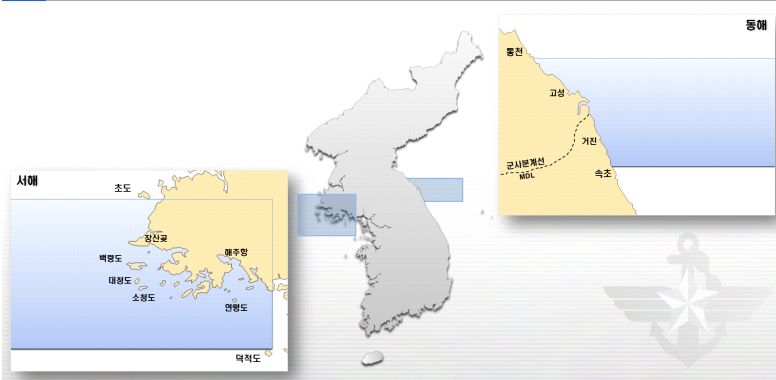 동해
통천
고성
거진
군사분계선
MDL
속초
서해
초도
장산곶
백령도
해주항
대청도
소청도
연평도
덕적도